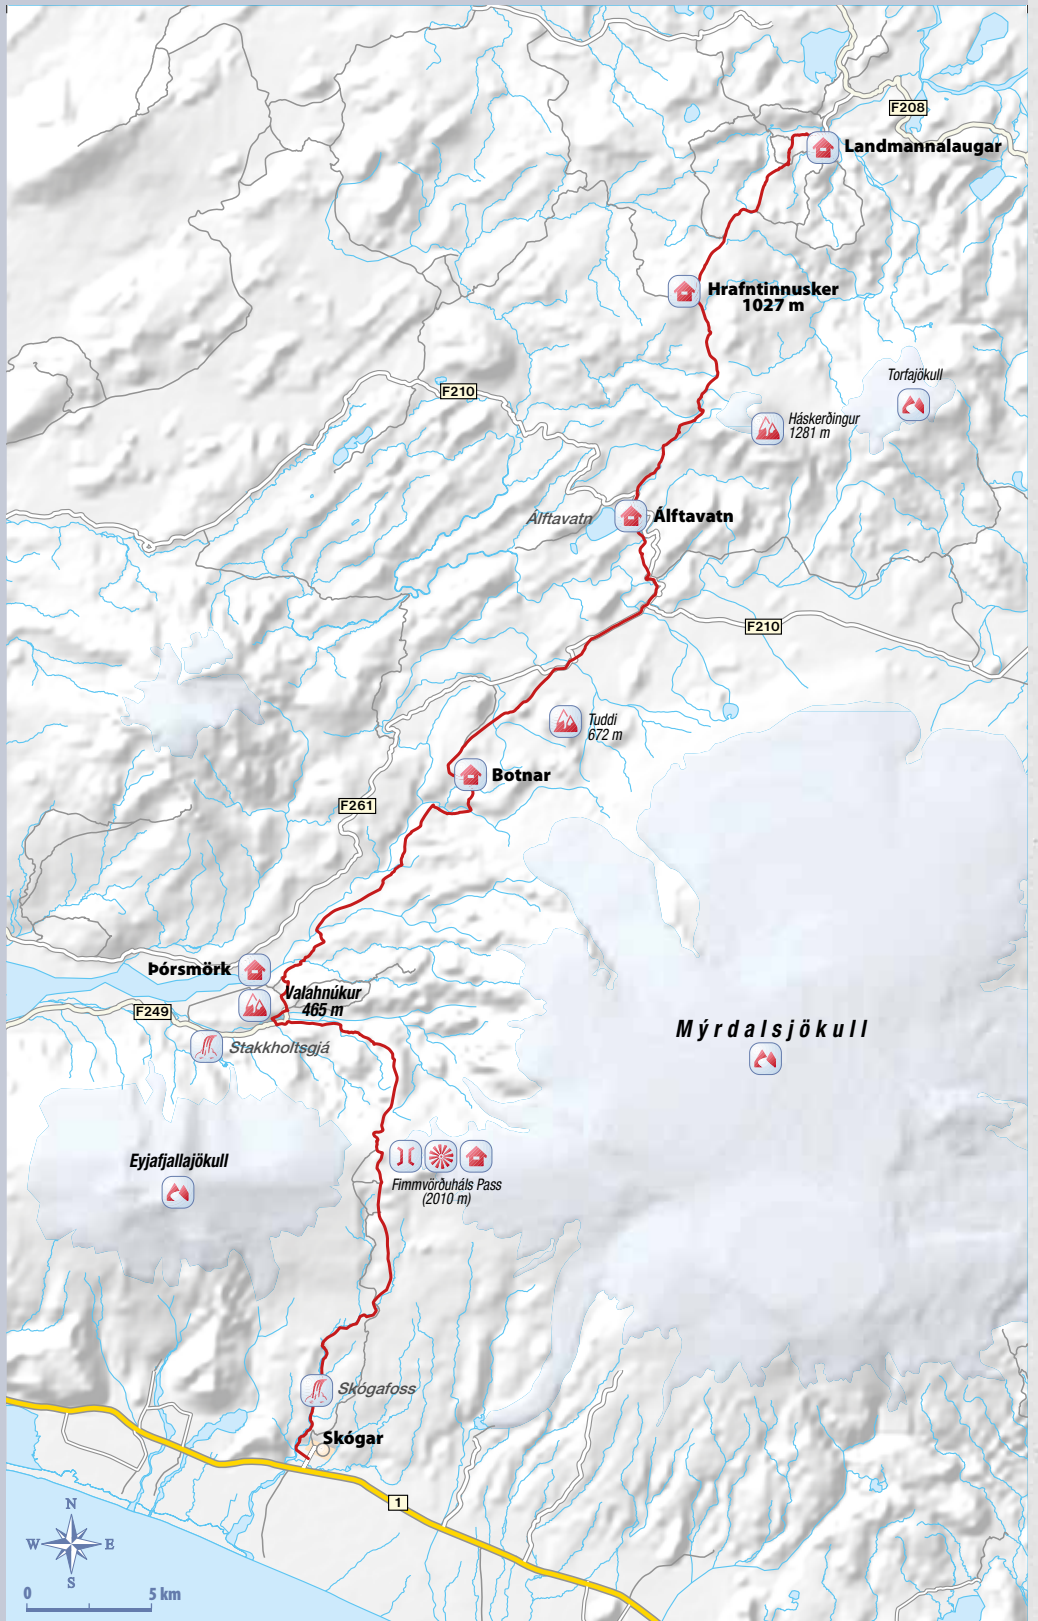 F208
Landmannalaugar
Hrafntinnusker
1027 m
Torfajökull
F210
Háskerðingur
1281 m
Álftavatn
Álftavatn
F210
Tuddi
672 m
Botnar
F261
Þórsmörk
Valahnúkur
465 m
F249
Stakkholtsgjá
Mýrdalsjökull
Eyjafjallajökull
Fimmvörðuháls Pass
(2010 m)
Skógafoss
Skógar
1
N
W E
S
0 5 km